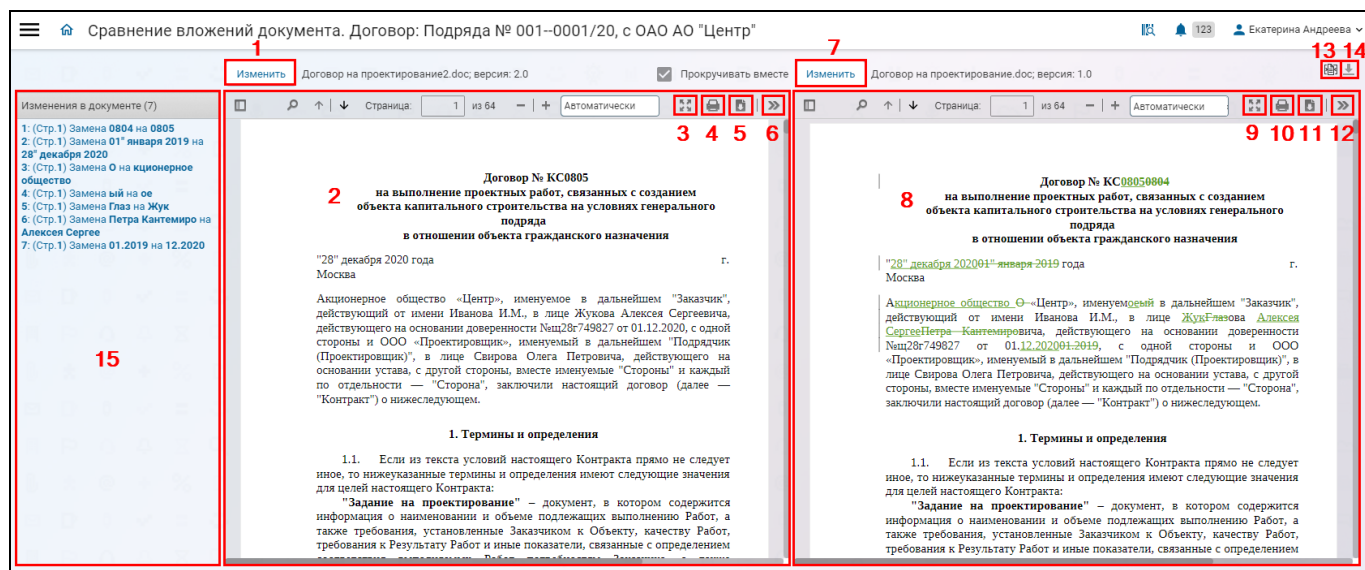 Сравнение вложений документа. Договор: Подряда № 001--0001/20, с ОАО АО "Центр"
123
Екатерина Андреева
1
7
13 14
Изменить
Договор на проектирование2.doc; версия: 2.0
Прокручивать вместе
Изменить
Договор на проектирование.doc; версия: 1.0
Изменения в документе (7)
1: (Стр.1) Замена 0804 на 0805
2: (Стр.1) Замена 01" января 2019 на
28" декабря 2020
3: (Стр.1) Замена О на кционерное
общество
4: (Стр.1) Замена ый на ое
5: (Стр.1) Замена Глаз на Жук
6: (Стр.1) Замена Петра Кантемиро на
Алексея Сергее
7: (Стр.1) Замена 01.2019 на 12.2020
15
Страница: 1 из 64
Автоматически
3 4 5 6
2
Договор № КС0805
на выполнение проектных работ, связанных с созданием
объекта капитального строительства на условиях генерального
подряда
в отношении объекта гражданского назначения
"28" декабря 2020 года г.
Москва
Акционерное общество «Центр», именуемое в дальнейшем "Заказчик",
действующий от имени Иванова И.М., в лице Жукова Алексея Сергеевича,
действующего на основании доверенности №щ28г749827 от 01.12.2020, с одной
стороны и ООО «Проектировщик», именуемый в дальнейшем "Подрядчик
(Проектировщик)", в лице Свирова Олега Петровича, действующего на
основании устава, с другой стороны, вместе именуемые "Стороны" и каждый
по отдельности — "Сторона", заключили настоящий договор (далее —
"Контракт") о нижеследующем.
1. Термины и определения
1.1. Если из текста условий настоящего Контракта прямо не следует
иное, то нижеуказанные термины и определения имеют следующие значения
для целей настоящего Контракта:
"Задание на проектирование" – документ, в котором содержится
информация о наименовании и объеме подлежащих выполнению Работ, а
также требования, установленные Заказчиком к Объекту, качеству Работ,
требования к Результату Работ и иные показатели, связанные с определением
Страница: 1 из 64
Автоматически
9 10 11 12
8
Договор № КС08050804
на выполнение проектных работ, связанных с созданием
объекта капитального строительства на условиях генерального
подряда
в отношении объекта гражданского назначения
"28" декабря 202001" января 2019 года г.
Москва
Акционерное общество О «Центр», именуемоеый в дальнейшем "Заказчик",
действующий от имени Иванова И.М., в лице ЖукГлазова Алексея
СергееПетра Кантемировича, действующего на основании доверенности
№щ28г749827 от 01.12.202001.2019, с одной стороны и ООО
«Проектировщик», именуемый в дальнейшем "Подрядчик (Проектировщик)", в
лице Свирова Олега Петровича, действующего на основании устава, с другой
стороны, вместе именуемые "Стороны" и каждый по отдельности — "Сторона",
заключили настоящий договор (далее — "Контракт") о нижеследующем.
1. Термины и определения
1.1. Если из текста условий настоящего Контракта прямо не следует
иное, то нижеуказанные термины и определения имеют следующие значения
для целей настоящего Контракта:
"Задание на проектирование" – документ, в котором содержится
информация о наименовании и объеме подлежащих выполнению Работ, а
также требования, установленные Заказчиком к Объекту, качеству Работ,
требования к Результату Работ и иные показатели, связанные с определением